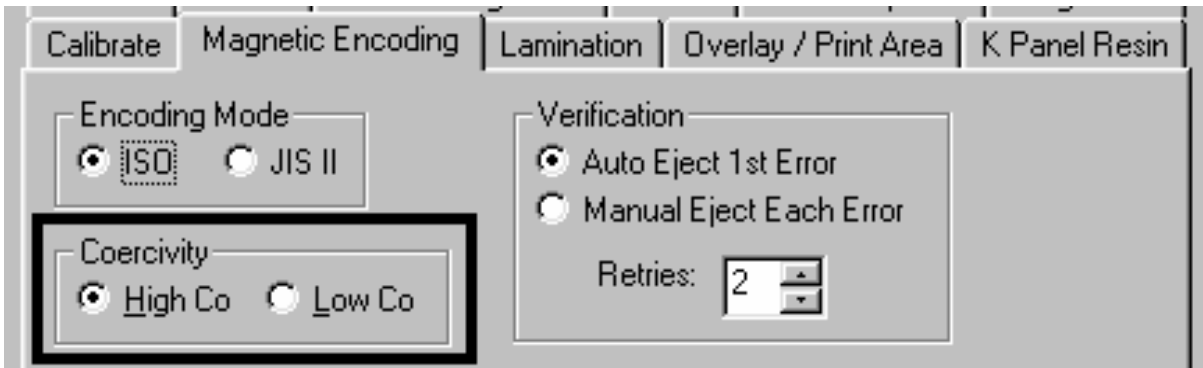 Calibrate Magnetic Encoding Lamination Overlay / Print Area K Panel Resin
Encoding Mode
ISO JIS II
Coercivity
High Co Low Co
Verification
Auto Eject 1st Error
Manual Eject Each Error
Retries: 2